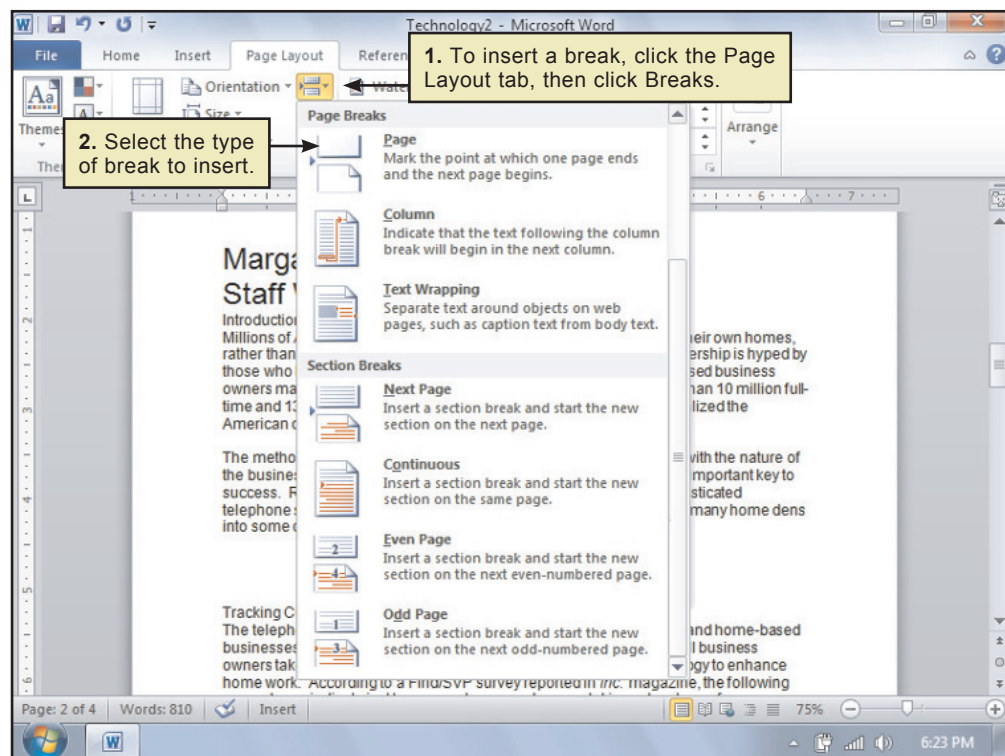 Technology2 - Microsoft Word
File Home Insert Page Layout
1. To insert a break, click the Page
Layout tab, then click Breaks.
Orientation
Size
Themes
Arrange
2. Select the type
of break to insert.
Page Breaks
Page
Mark the point at which one page ends
and the next page begins.
Column
Indicate that the text following the column
break will begin in the next column.
Text Wrapping
Separate text around objects on web
pages, such as caption text from body text.
Section Breaks
Next Page
Insert a section break and start the new
section on the next page.
Continuous
Insert a section break and start the new
section on the same page.
Even Page
Insert a section break and start the new
section on the next even-numbered page.
Odd Page
Insert a section break and start the new
section on the next odd-numbered page.
6 7
Staff
Millions of
eir own homes,
rather than
ership is hyped by
those who
sed business
owners ma
han 10 million full-
time and 13
lized the
American
The metho
with the nature of
the busine
mportant key to
success. R
sticated
telephone
many home dens
into some
Tracking C
The teleph
and home-based
businesses
l business
owners tak
ogy to enhance
home work. According to a Find/SVP survey reported in Inc. magazine, the following
Page: 2 of 4 Words: 810 Insert 75%
6:23 PM